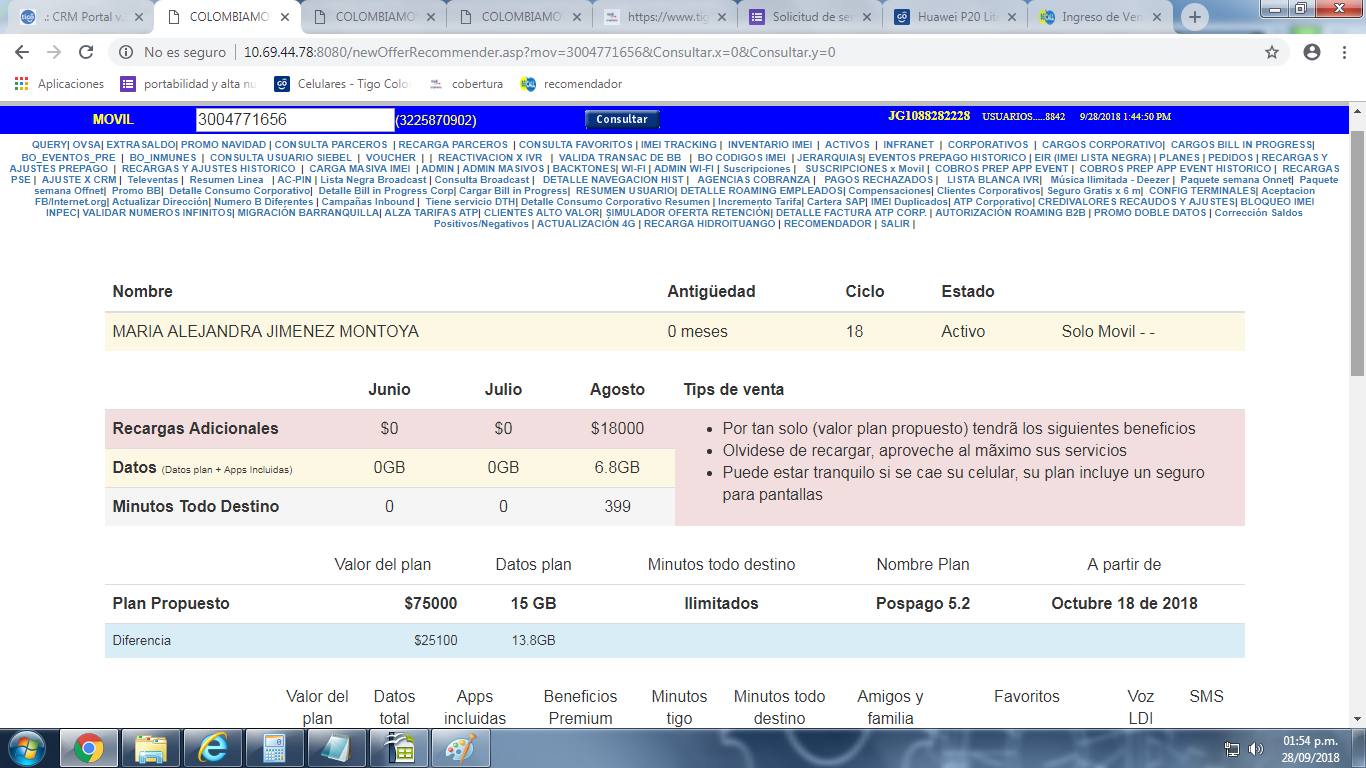 .: CRM Portal v.
COLOMBIAMO
COLOMBIAMO
COLOMBIAMO
https://www.tig
Solicitud de se
Huawei P20 Lite
Ingreso de Ven
No es seguro | 10.69.44.78:8080/newOfferRecommender.asp?mov=3004771656&Consultar.x=0&Consultar.y=0
Aplicaciones portabilidad y alta nu Celulares - Tigo Colo cobertura recomendador
MOVIL 3004771656 (3225870902) Consultar JG1088282228 USUARIOS.....8842 9/28/2018 1:44:50 PM
QUERY| OVSA| EXTRASALDO| PROMO NAVIDAD | CONSULTA PARCEROS | RECARGA PARCEROS | CONSULTA FAVORITOS | IMEI TRACKING | INVENTARIO IMEI | ACTIVOS | INFRANET | CORPORATIVOS | CARGOS CORPORATIVO| CARGOS BILL IN PROGRESS|
BO_EVENTOS_PRE | BO_INMUNES | CONSULTA USUARIO SIEBEL | VOUCHER | | REACTIVACION X IVR | VALIDA TRANSAC DE BB | BO CODIGOS IMEI | JERARQUIAS| EVENTOS PREPAGO HISTORICO | EIR (IMEI LISTA NEGRA) | PLANES | PEDIDOS | RECARGAS Y
AJUSTES PREPAGO | RECARGAS Y AJUSTES HISTORICO | CARGA MASIVA IMEI | ADMIN | ADMIN MASIVOS | BACKTONES| WI-FI | ADMIN WI-FI | Suscripciones | SUSCRIPCIONES x Movil | COBROS PREP APP EVENT | COBROS PREP APP EVENT HISTORICO | RECARGAS
PSE | AJUSTE X CRM | Televentas | Resumen Linea | AC-PIN | Lista Negra Broadcast | Consulta Broadcast | DETALLE NAVEGACION HIST | AGENCIAS COBRANZA | PAGOS RECHAZADOS | LISTA BLANCA IVR| Música Ilimitada - Deezer | Paquete semana Onnet| Paquete
semana Offnet| Promo BB| Detalle Consumo Corporativo| Detalle Bill in Progress Corp| Cargar Bill in Progress| RESUMEN USUARIO| DETALLE ROAMING EMPLEADOS| Compensaciones| Clientes Corporativos| Seguro Gratis x 6 m| CONFIG TERMINALES| Aceptacion
FB/Internet.org| Actualizar Dirección| Numero B Diferentes | Campañas Inbound | Tiene servicio DTH| Detalle Consumo Corporativo Resumen | Incremento Tarifa| Cartera SAP| IMEI Duplicados| ATP Corporativo| CREDIVALORES RECAUDOS Y AJUSTES| BLOQUEO IMEI
INPEC| VALIDAR NUMEROS INFINITOS| MIGRACIÓN BARRANQUILLA| ALZA TARIFAS ATP| CLIENTES ALTO VALOR| SIMULADOR OFERTA RETENCIÓN| DETALLE FACTURA ATP CORP. | AUTORIZACIÓN ROAMING B2B | PROMO DOBLE DATOS | Corrección Saldos
Positivos/Negativos | ACTUALIZACIÓN 4G | RECARGA HIDROITUANGO | RECOMENDADOR | SALIR |
Nombre Antigüedad Ciclo Estado
MARIA ALEJANDRA JIMENEZ MONTOYA 0 meses 18 Activo Solo Movil - -
Junio Julio Agosto Tips de venta
Recargas Adicionales $0 $0 $18000
Datos (Datos plan + Apps Incluidas) 0GB 0GB 6.8GB
Minutos Todo Destino 0 0 399
• Por tan solo (valor plan propuesto) tendrã los siguientes beneficios
• Olvidese de recargar, aproveche al mãximo sus servicios
• Puede estar tranquilo si se cae su celular, su plan incluye un seguro
para pantallas
Valor del plan Datos plan Minutos todo destino Nombre Plan A partir de
Plan Propuesto $75000 15 GB Ilimitados Pospago 5.2 Octubre 18 de 2018
Diferencia $25100 13.8GB
Valor del Datos Apps Beneficios Minutos Minutos todo Amigos y Favoritos Voz SMS
plan total incluidas Premium tigo destino familia LDI
01:54 p.m.
28/09/2018